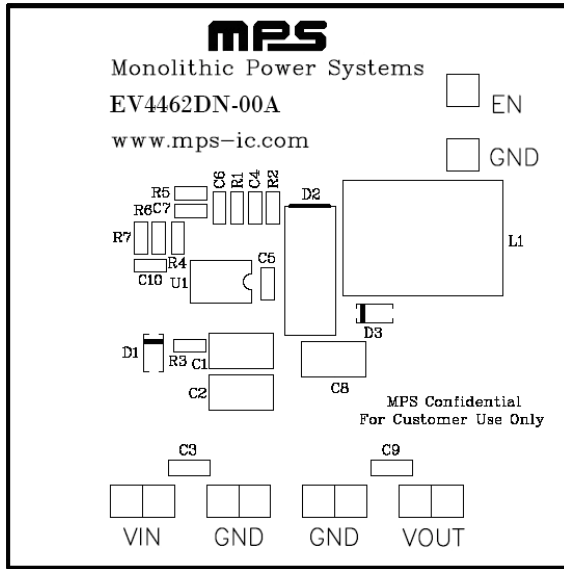 MPS
Monolithic Power Systems
EV4462DN-00A
www.mps-ic.com
EN
GND
R5
C6
R1
C4
R2
D2
R6
C7
R7
R4
C10
U1
C5
L1
D3
D1
R3
C1
C2
C8
MPS Confidential
For Customer Use Only
C3
C9
VIN
GND
GND
VOUT